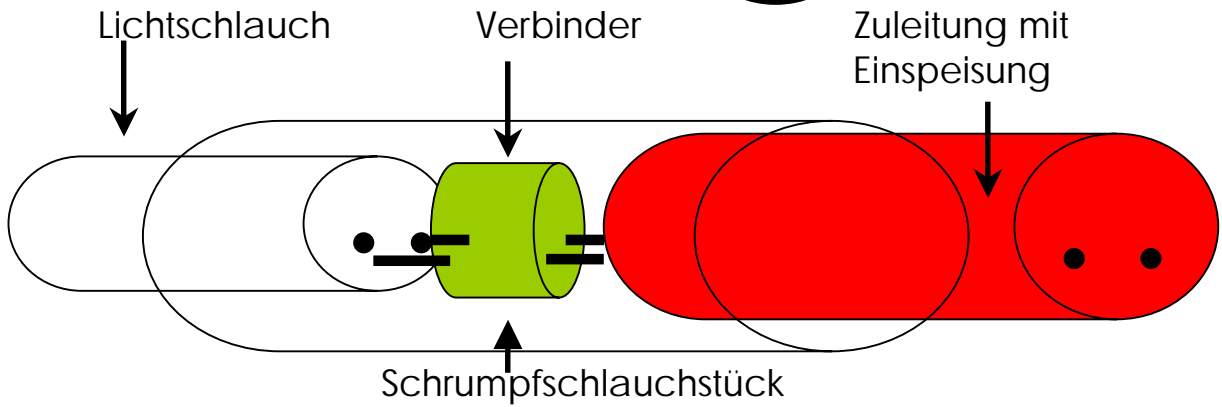 Lichtschlauch
Verbinder
Zuleitung mit
Einspeisung
Schrumpfschlauchstück